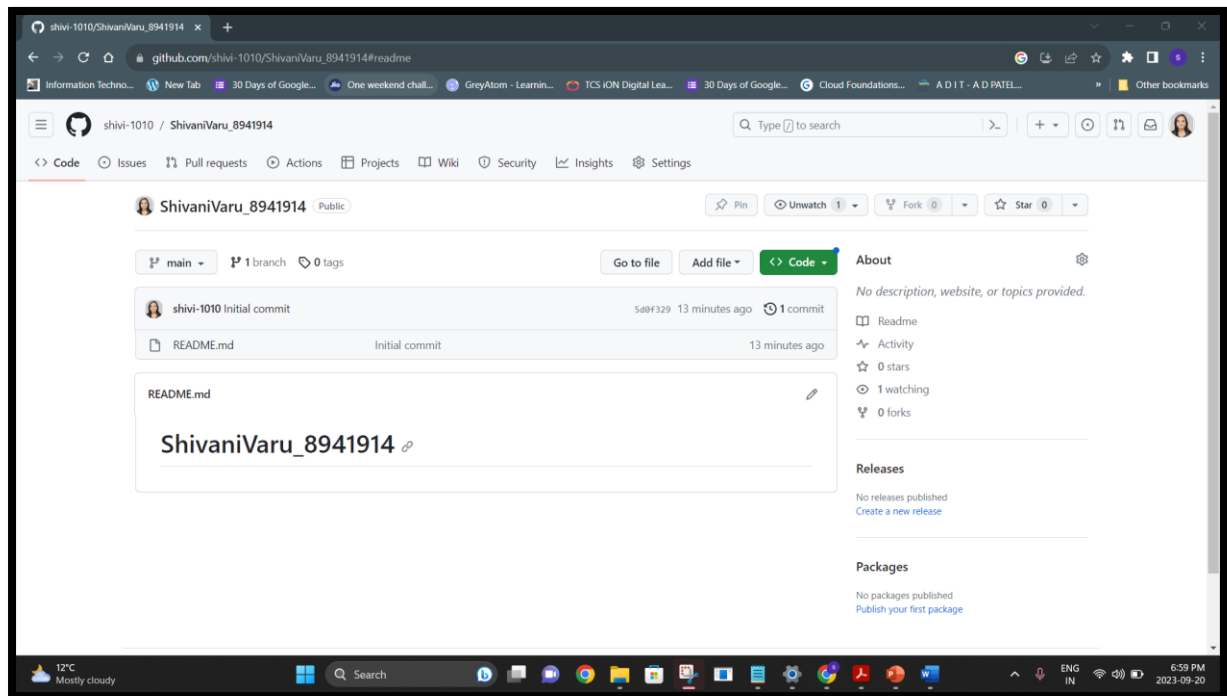 shivi-1010/ShivaniVaru_8941914
github.com/shivi-1010/ShivaniVaru_8941914#readme
S
Information Techno... New Tab 30 Days of Google... One weekend chall... GreyAtom - Learnin... TCS iON Digital Lea... 30 Days of Google... Cloud Foundations... A D I T - A D PATEL... » Other bookmarks
shivi-1010 / ShivaniVaru_8941914 Type / to search
Code Issues Pull requests Actions Projects Wiki Security Insights Settings
ShivaniVaru_8941914 Public Pin Unwatch 1 Fork 0 Star 0
main 1 branch 0 tags Go to file Add file Code
shivi-1010 Initial commit 5d0f329 13 minutes ago 1 commit
README.md Initial commit 13 minutes ago
README.md
ShivaniVaru_8941914
About
No description, website, or topics provided.
Readme
Activity
0 stars
1 watching
0 forks
Releases
No releases published
Create a new release
Packages
No packages published
Publish your first package
12°C
Mostly cloudy
Search
ENG
IN
6:59 PM
2023-09-20